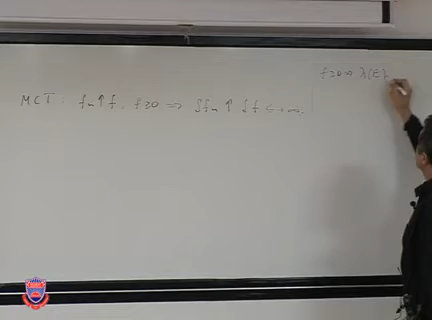 f≥0 ⇒ λ(E)
MCT: fₙ↑f, f≥0 ⇒ ∫fₙ ↑ ∫f ≤ +∞.